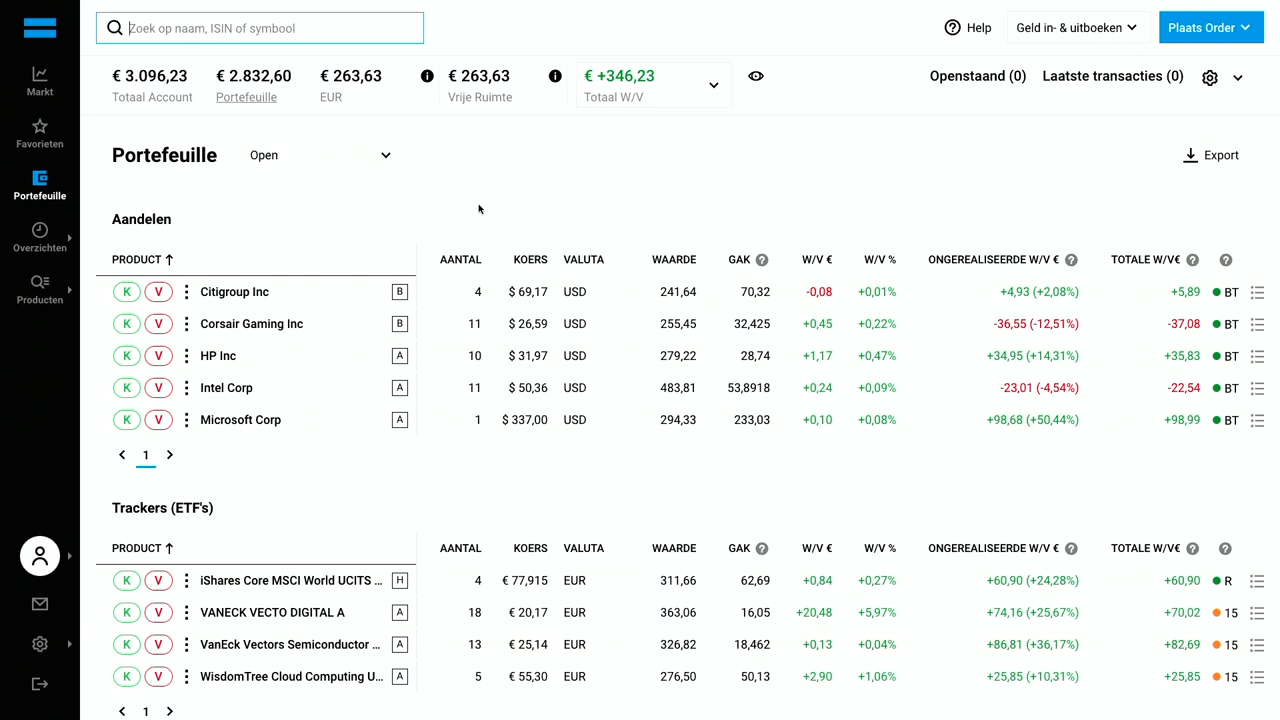 Zoek op naam, ISIN of symbool
Help
Geld in- & uitboeken
Plaats Order
€ 3.096,23 € 2.832,60 € 263,63 € 263,63 € +346,23
Totaal Account Portefeuille EUR Vrije Ruimte Totaal W/V
Openstaand (0) Laatste transacties (0)
Markt
Favorieten
Portefeuille
Overzichten
Producten
Portefeuille Open Export
Aandelen
PRODUCT AANTAL KOERS VALUTA WAARDE GAK W/V € W/V % ONGEREALISEERDE W/V € TOTALE W/V€
K V Citigroup Inc B 4 $ 69,17 USD 241,64 70,32 -0,08 +0,01% +4,93 (+2,08%) +5,89 BT
K V Corsair Gaming Inc B 11 $ 26,59 USD 255,45 32,425 +0,45 +0,22% -36,55 (-12,51%) -37,08 BT
K V HP Inc A 10 $ 31,97 USD 279,22 28,74 +1,17 +0,47% +34,95 (+14,31%) +35,83 BT
K V Intel Corp A 11 $ 50,36 USD 483,81 53,8918 +0,24 +0,09% -23,01 (-4,54%) -22,54 BT
K V Microsoft Corp A 1 $ 337,00 USD 294,33 233,03 +0,10 +0,08% +98,68 (+50,44%) +98,99 BT
1
Trackers (ETF's)
PRODUCT AANTAL KOERS VALUTA WAARDE GAK W/V € W/V % ONGEREALISEERDE W/V € TOTALE W/V€
K V iShares Core MSCI World UCITS ... H 4 € 77,915 EUR 311,66 62,69 +0,84 +0,27% +60,90 (+24,28%) +60,90 R
K V VANECK VECTO DIGITAL A A 18 € 20,17 EUR 363,06 16,05 +20,48 +5,97% +74,16 (+25,67%) +70,02 15
K V VanEck Vectors Semiconductor ... A 13 € 25,14 EUR 326,82 18,462 +0,13 +0,04% +86,81 (+36,17%) +82,69 15
K V WisdomTree Cloud Computing U... A 5 € 55,30 EUR 276,50 50,13 +2,90 +1,06% +25,85 (+10,31%) +25,85 15
1